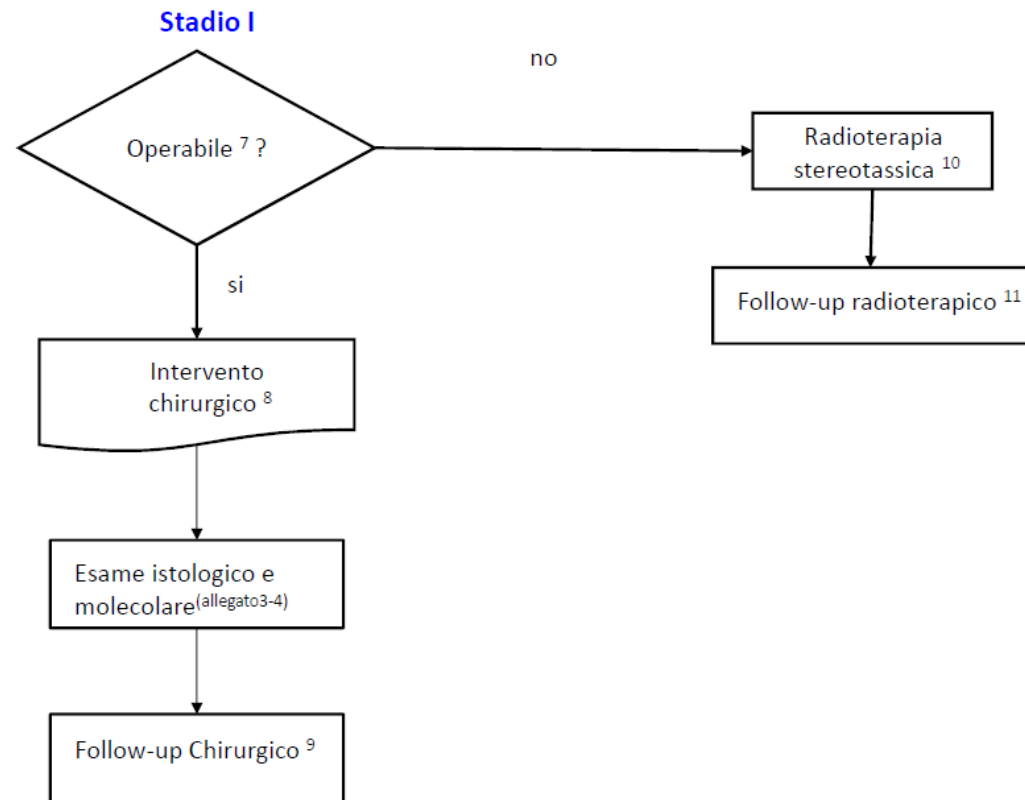 Stadio I
no
Operabile 7 ?
Radioterapia
stereotassica 10
si
Follow-up radioterapico 11
Intervento
chirurgico 8
Esame istologico e
molecolare(allegato3-4)
Follow-up Chirurgico 9